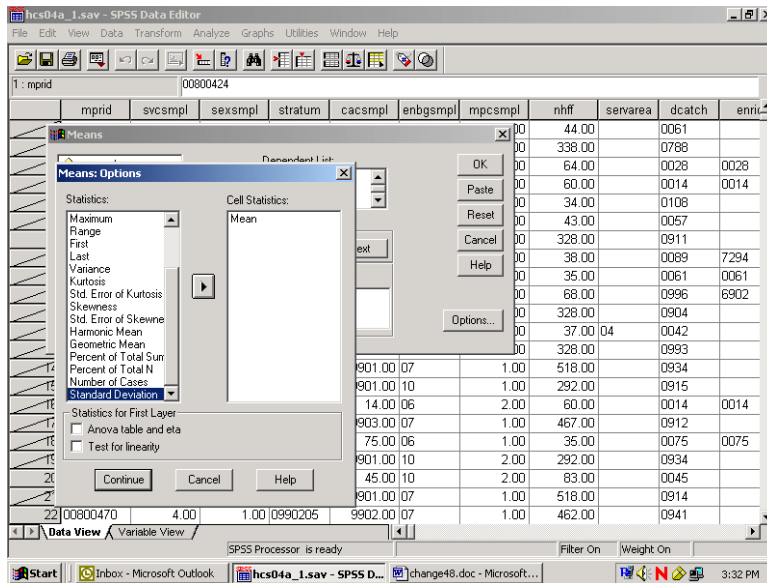 hcs04a_1.sav - SPSS Data Editor
File Edit View Data Transform Analyze Graphs Utilities Window Help
1 : mprid 00800424
mprid svcsmpl sexsmpl stratum cacsmpl enbgsmpl mpcsmpl nhff servarea dcatch
Means
Dependent List:
OK
Paste
Reset
Cancel
Help
Options...
Means: Options
Statistics:
Maximum
Range
First
Last
Variance
Kurtosis
Std. Error of Kurtosis
Skewness
Std. Error of Skewne
Harmonic Mean
Geometric Mean
Percent of Total Sum
Percent of Total N
Number of Cases
Standard Deviation
Cell Statistics:
Mean
Statistics for First Layer
Anova table and eta
Test for linearity
Continue Cancel Help
44.00 0061
338.00 0788
64.00 0028 0028
60.00 0014 0014
34.00 0108
43.00 0057
328.00 0911
38.00 0089 7294
35.00 0061 0061
68.00 0996 6902
328.00 0904
37.00 04 0042
328.00 0993
9901.00 07 1.00 518.00 0934
9901.00 10 1.00 292.00 0915
14.00 06 2.00 60.00 0014 0014
9903.00 07 1.00 467.00 0912
75.00 06 1.00 35.00 0075 0075
9901.00 10 2.00 292.00 0934
45.00 10 2.00 83.00 0045
9901.00 07 1.00 518.00 0914
22 00800470 4.00 1.00 0990205 9902.00 07 1.00 462.00 0941
Data View Variable View
SPSS Processor is ready Filter On Weight On
Start Inbox - Microsoft Outlook hcs04a_1.sav - SPSS D... change48.doc - Microsoft... 3:32 PM